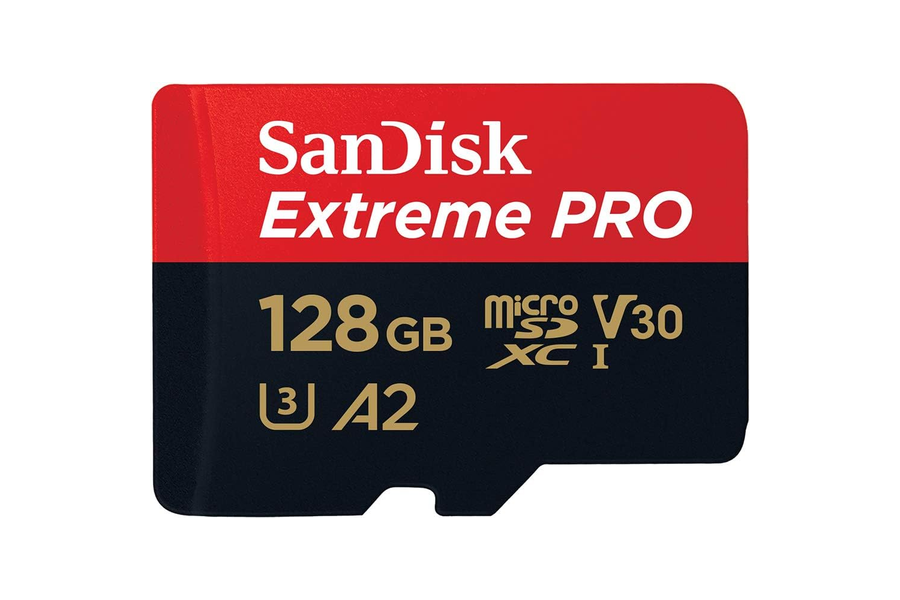 SanDisk
Extreme PRO
128GB
micro
SD
XC I
V30
3 A2